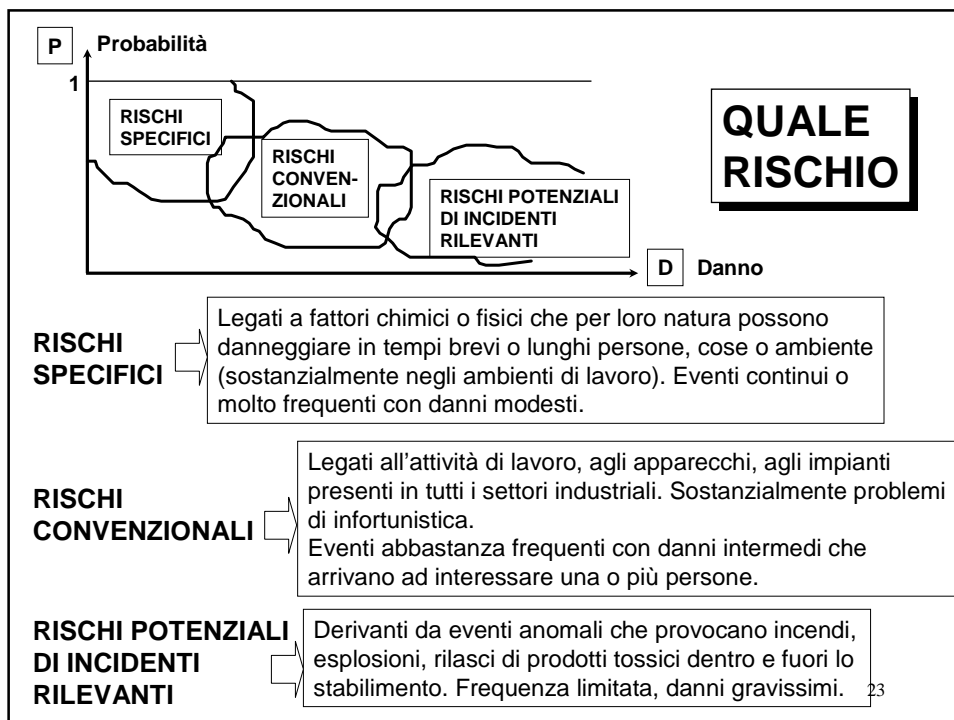 P Probabilità
1
RISCHI
SPECIFICI
RISCHI
CONVEN-
ZIONALI
RISCHI POTENZIALI
DI INCIDENTI
RILEVANTI
D Danno
QUALE
RISCHIO
RISCHI
SPECIFICI
Legati a fattori chimici o fisici che per loro natura possono
danneggiare in tempi brevi o lunghi persone, cose o ambiente
(sostanzialmente negli ambienti di lavoro). Eventi continui o
molto frequenti con danni modesti.
RISCHI
CONVENZIONALI
Legati all’attività di lavoro, agli apparecchi, agli impianti
presenti in tutti i settori industriali. Sostanzialmente problemi
di infortunistica.
Eventi abbastanza frequenti con danni intermedi che
arrivano ad interessare una o più persone.
RISCHI POTENZIALI
DI INCIDENTI
RILEVANTI
Derivanti da eventi anomali che provocano incendi,
esplosioni, rilasci di prodotti tossici dentro e fuori lo
stabilimento. Frequenza limitata, danni gravissimi.
23